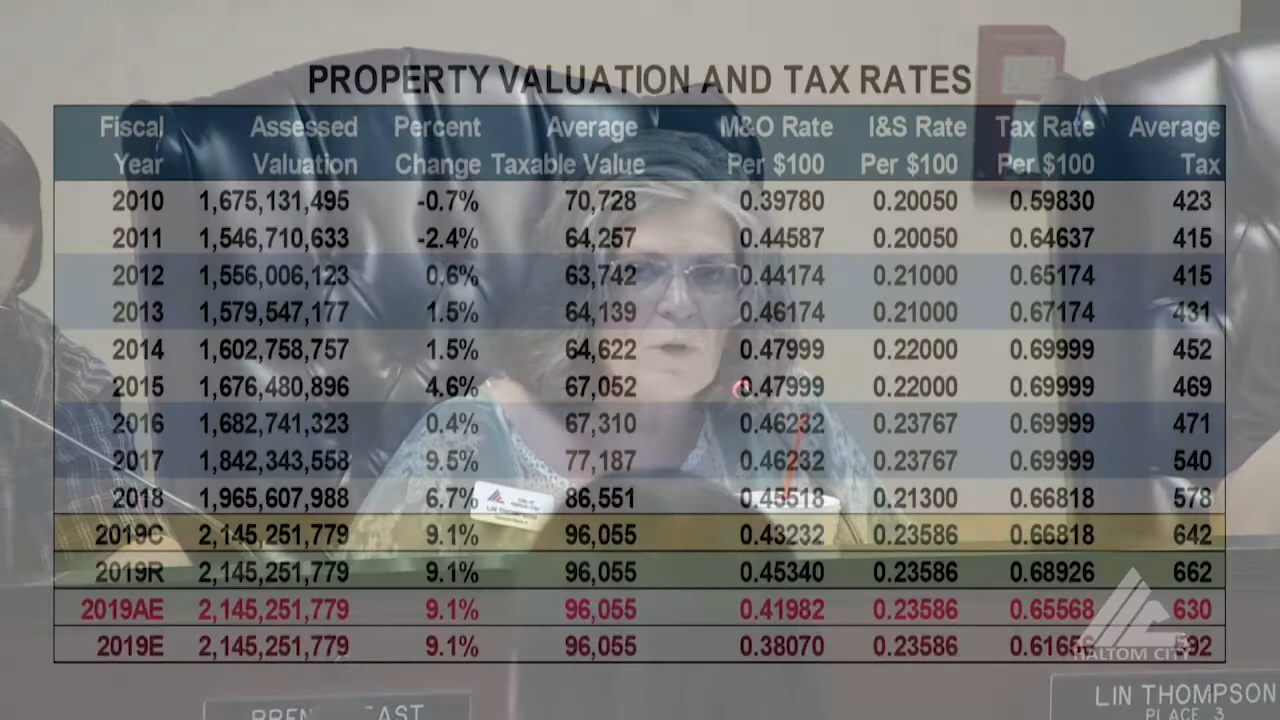 PROPERTY VALUATION AND TAX RATES
Fiscal Year Assessed Valuation Percent Change Average Taxable Value M&O Rate Per $100 I&S Rate Per $100 Tax Rate Per $100 Average Tax
2010 1,675,131,495 -0.7% 70,728 0.39780 0.20050 0.59830 423
2011 1,546,710,633 -2.4% 64,257 0.44587 0.20050 0.64637 415
2012 1,556,006,123 0.6% 63,742 0.44174 0.21000 0.65174 415
2013 1,579,547,177 1.5% 64,139 0.46174 0.21000 0.67174 431
2014 1,602,758,757 1.5% 64,622 0.47999 0.22000 0.69999 452
2015 1,676,480,896 4.6% 67,052 0.47999 0.22000 0.69999 469
2016 1,682,741,323 0.4% 67,310 0.46232 0.23767 0.69999 471
2017 1,842,343,558 9.5% 77,187 0.46232 0.23767 0.69999 540
2018 1,965,607,988 6.7% 86,551 0.45518 0.21300 0.66818 578
2019C 2,145,251,779 9.1% 96,055 0.43232 0.23586 0.66818 642
2019R 2,145,251,779 9.1% 96,055 0.45340 0.23586 0.68926 662
2019AE 2,145,251,779 9.1% 96,055 0.41982 0.23586 0.65568 630
2019E 2,145,251,779 9.1% 96,055 0.38070 0.23586
HALTOM CITY
LIN THOMPSON
PLACE 3